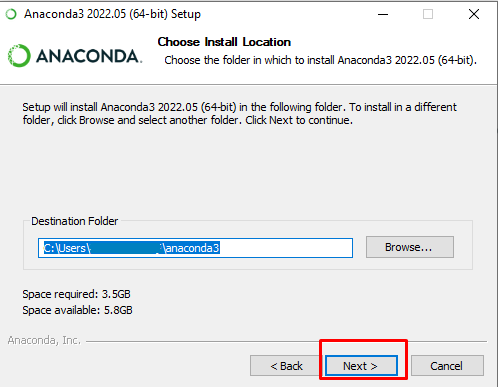 Anaconda3 2022.05 (64-bit) Setup
ANACONDA.
Choose Install Location
Choose the folder in which to install Anaconda3 2022.05 (64-bit).
Setup will install Anaconda3 2022.05 (64-bit) in the following folder. To install in a different
folder, click Browse and select another folder. Click Next to continue.
Destination Folder
C:\Users\ \anaconda3
Browse...
Space required: 3.5GB
Space available: 5.8GB
Anaconda, Inc.
< Back
Next >
Cancel